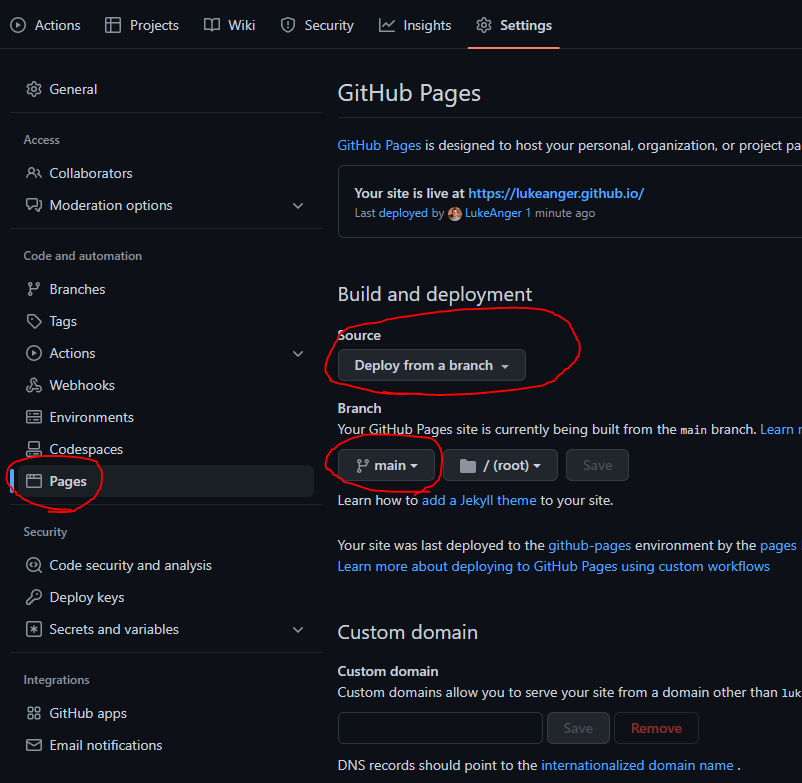 Actions Projects Wiki Security Insights Settings
General
Access
Collaborators
Moderation options
Code and automation
Branches
Tags
Actions
Webhooks
Environments
Codespaces
Pages
Security
Code security and analysis
Deploy keys
Secrets and variables
Integrations
GitHub apps
Email notifications
GitHub Pages
GitHub Pages is designed to host your personal, organization, or project pa
Your site is live at https://lukeanger.github.io/
Last deployed by LukeAnger 1 minute ago
Build and deployment
Source
Deploy from a branch
Branch
Your GitHub Pages site is currently being built from the main branch. Learn
main / (root) Save
Learn how to add a Jekyll theme to your site.
Your site was last deployed to the github-pages environment by the pages
Learn more about deploying to GitHub Pages using custom workflows
Custom domain
Custom domain
Custom domains allow you to serve your site from a domain other than luk
Save Remove
DNS records should point to the internationalized domain name .